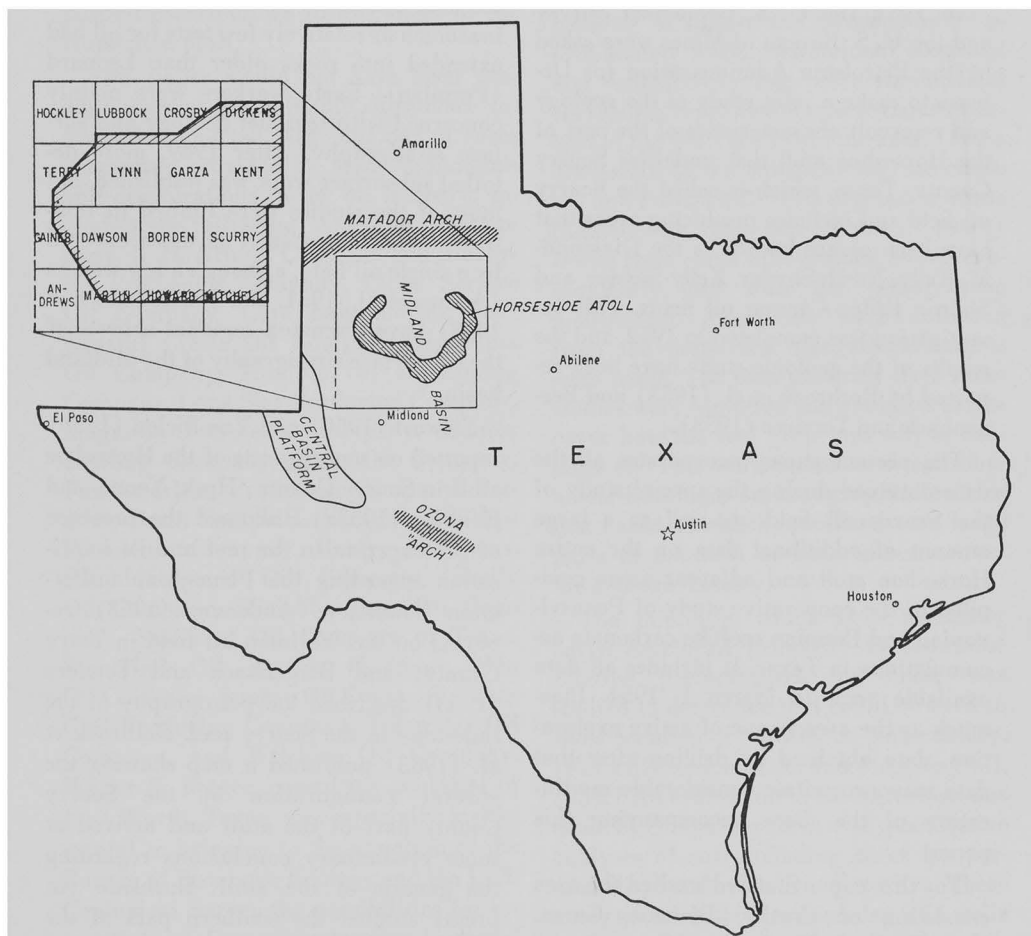 HOCKLEY LUBBOCK CROSBY DICKENS
TERRY LYNN GARZA KENT
GAINES DAWSON BORDEN SCURRY
AN-
DREWS MARTIN HOWARD MITCHELL
Amarillo
MATADOR ARCH
MIDLAND
BASIN
HORSESHOE ATOLL
Fort Worth
Abilene
El Paso
Midland
CENTRAL
BASIN
PLATFORM
TEXAS
OZONA
"ARCH"
Austin
Houston